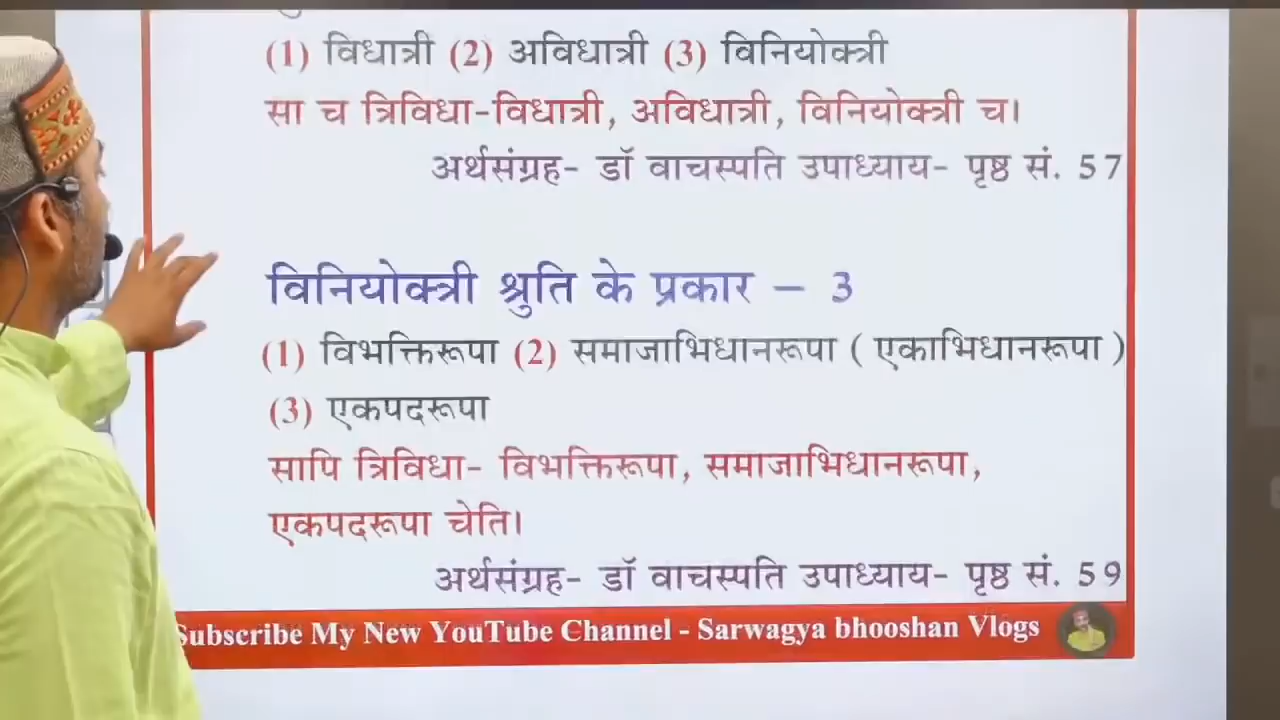 (1) विधात्री (2) अविधात्री (3) विनियोक्त्री
सा च त्रिविधा-विधात्री, अविधात्री, विनियोक्त्री च।
अर्थसंग्रह- डॉ वाचस्पति उपाध्याय- पृष्ठ सं. 57
विनियोक्त्री श्रुति के प्रकार – 3
(1) विभक्तिरूपा (2) समाजाभिधानरूपा ( एकाभिधानरूपा )
(3) एकपदरूपा
सापि त्रिविधा- विभक्तिरूपा, समाजाभिधानरूपा,
एकपदरूपा चेति।
अर्थसंग्रह- डॉ वाचस्पति उपाध्याय- पृष्ठ सं. 59
Subscribe My New YouTube Channel - Sarwagya bhooshan Vlogs